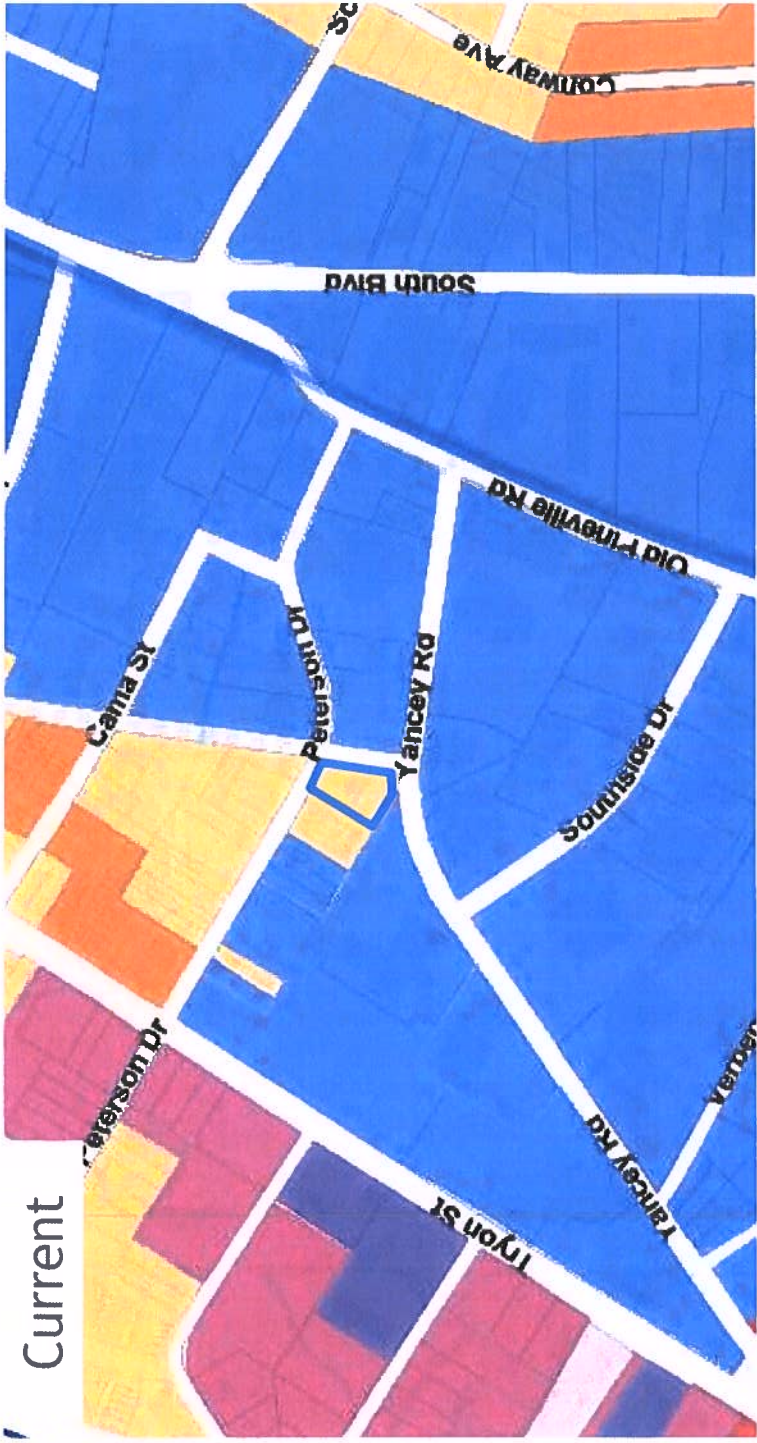 Current
Conway Ave
South Blvd
Old Pineville Rd
Cama St
Peterson Dr
Yancey Rd
Southside Dr
Peterson Dr
Tryon St
Yancey Rd